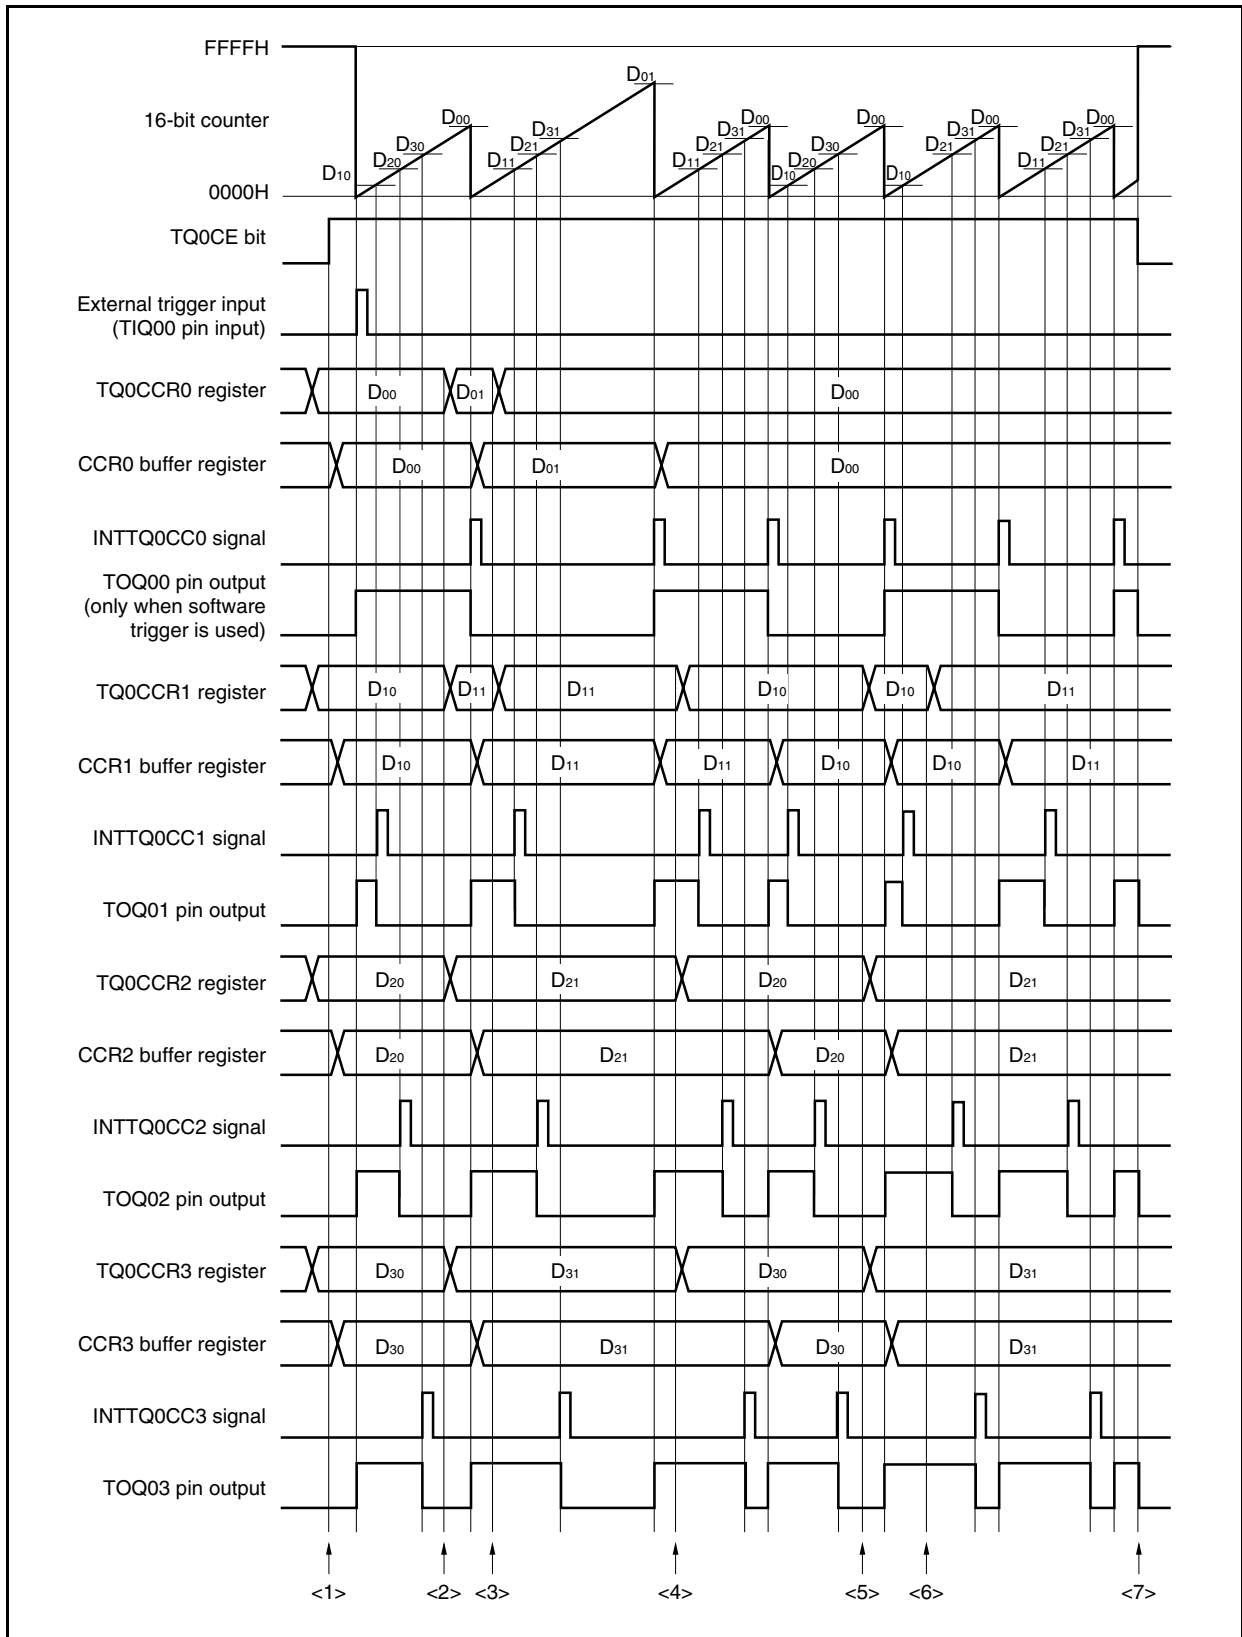 FFFFH
D01
16-bit counter
D00 D00 D00 D00 D00
D30 D31 D31 D30 D31 D31
D20 D21 D21 D20 D21 D21
D10 D11 D11 D10 D10 D11
0000H
TQ0CE bit
External trigger input
(TIQ00 pin input)
TQ0CCR0 register D00 D01 D00
CCR0 buffer register D00 D01 D00
INTTQ0CC0 signal
TOQ00 pin output
(only when software
trigger is used)
TQ0CCR1 register D10 D11 D11 D10 D10 D11
CCR1 buffer register D10 D11 D11 D10 D10 D11
INTTQ0CC1 signal
TOQ01 pin output
TQ0CCR2 register D20 D21 D20 D21
CCR2 buffer register D20 D21 D20 D21
INTTQ0CC2 signal
TOQ02 pin output
TQ0CCR3 register D30 D31 D30 D31
CCR3 buffer register D30 D31 D30 D31
INTTQ0CC3 signal
TOQ03 pin output
<1> <2> <3> <4> <5> <6> <7>